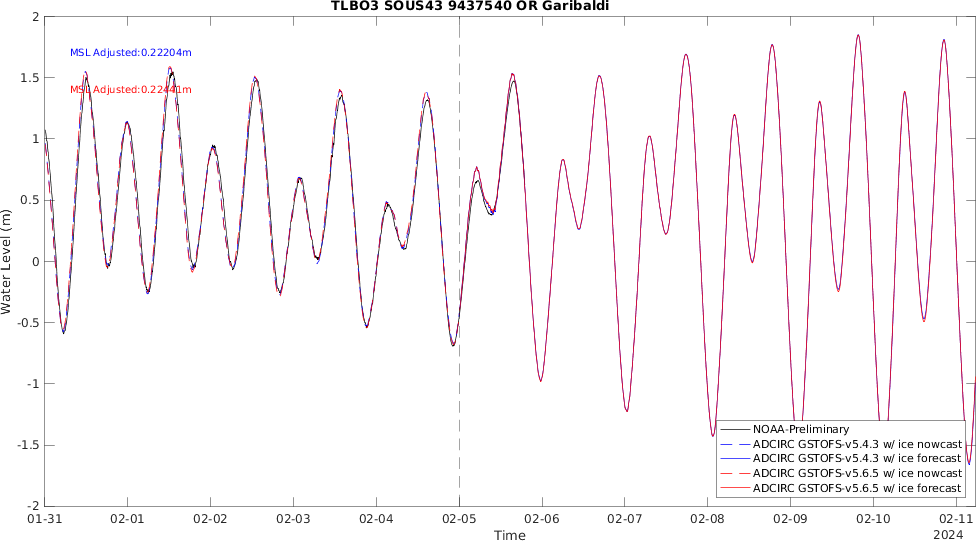 TLBO3 SOUS43 9437540 OR Garibaldi
MSL Adjusted:0.22204m
MSL Adjusted:0.22441m
Water Level (m)
2
1.5
1
0.5
0
-0.5
-1
-1.5
-2
NOAA-Preliminary
ADCIRC GSTOFS-v5.4.3 w/ ice nowcast
ADCIRC GSTOFS-v5.4.3 w/ ice forecast
ADCIRC GSTOFS-v5.6.5 w/ ice nowcast
ADCIRC GSTOFS-v5.6.5 w/ ice forecast
01-31 02-01 02-02 02-03 02-04 02-05 02-06 02-07 02-08 02-09 02-10 02-11
Time
2024